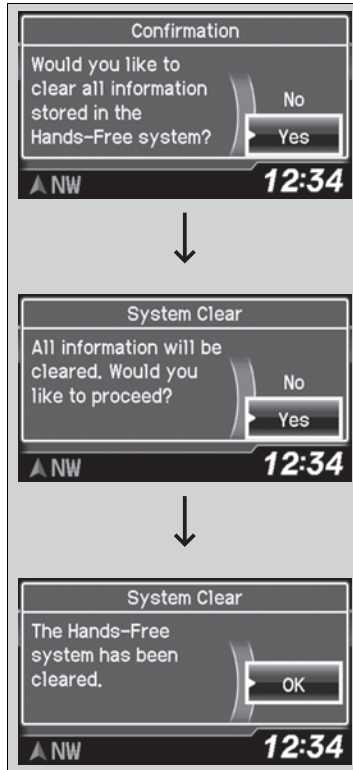 Confirmation
Would you like to
clear all information
stored in the
Hands-Free system?
No
Yes
NW
12:34
System Clear
All information will be
cleared. Would you
like to proceed?
No
Yes
NW
12:34
System Clear
The Hands-Free
system has been
cleared.
OK
NW
12:34